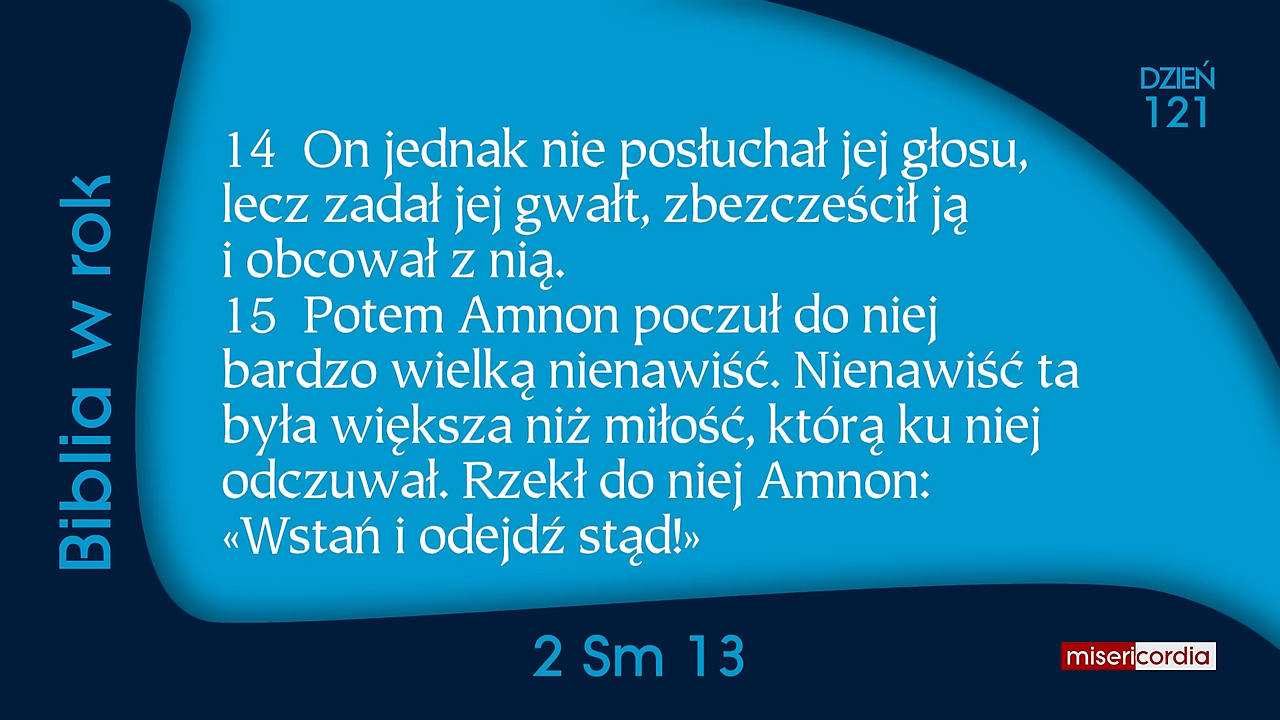 DZIEŃ
121
Biblia w rok
14 On jednak nie posłuchał jej głosu,
lecz zadał jej gwałt, zbezcześcił ją
i obcował z nią.
15 Potem Amnon poczuł do niej
bardzo wielką nienawiść. Nienawiść ta
była większa niż miłość, którą ku niej
odczuwał. Rzekł do niej Amnon:
«Wstań i odejdź stąd!»
2 Sm 13
misericordia